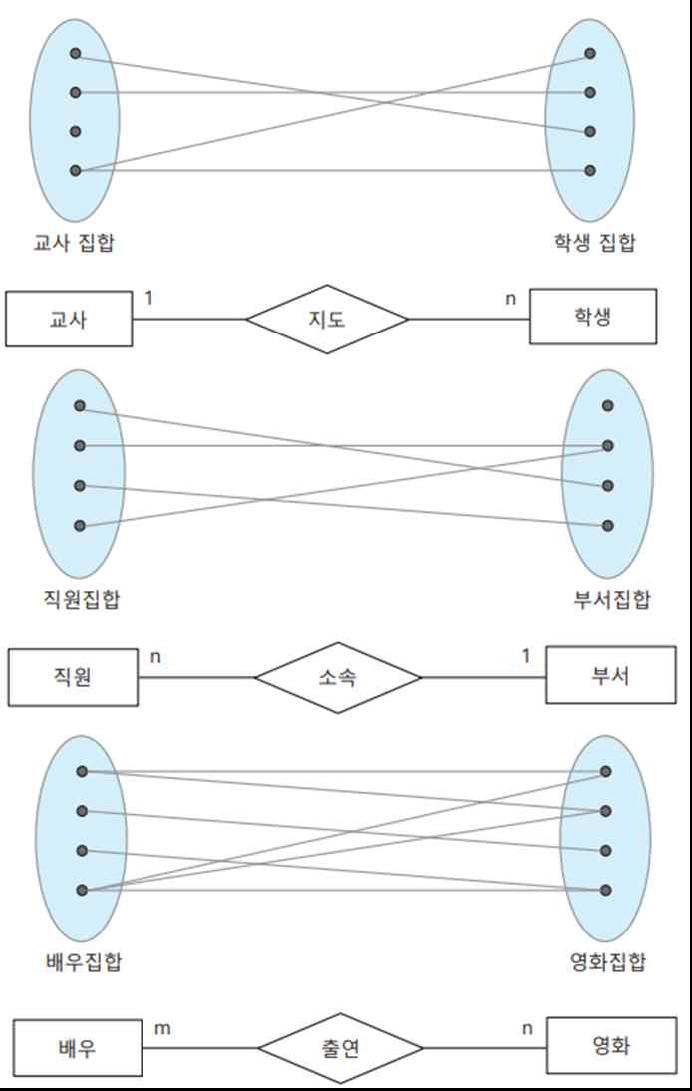 교사 집합 학생 집합
1 n
교사 지도 학생
직원집합 부서집합
n 1
직원 소속 부서
배우집합 영화집합
m n
배우 출연 영화